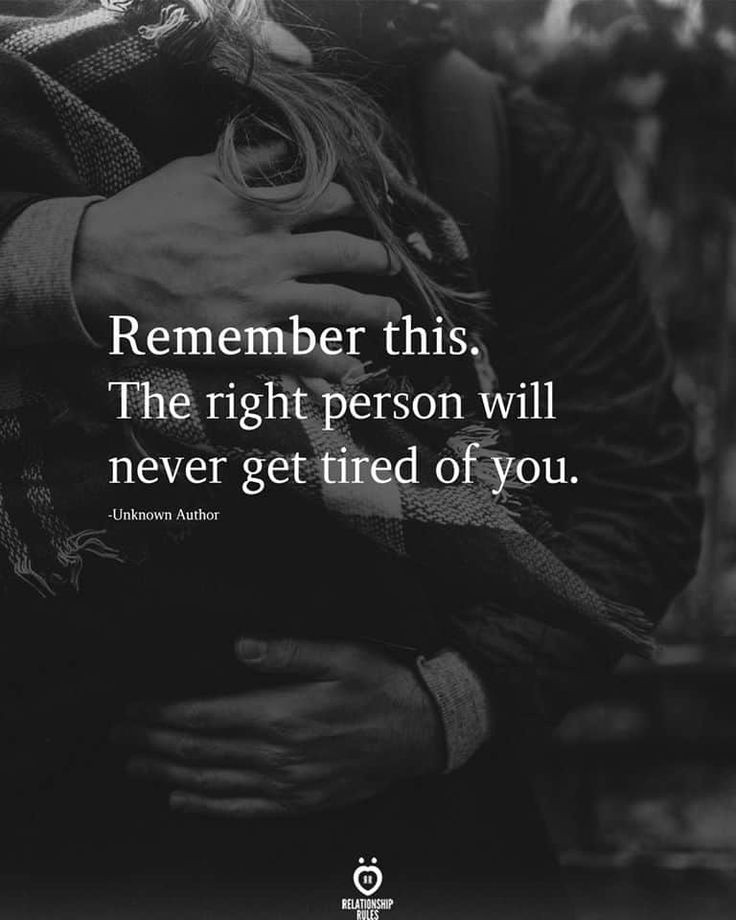 Remember this.
The right person will
never get tired of you.
-Unknown Author
RELATIONSHIP
RULES